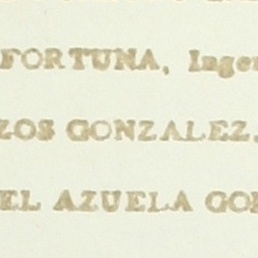 FORTUNA, Inge
ZOS GONZALEZ,
EL AZUELA GO